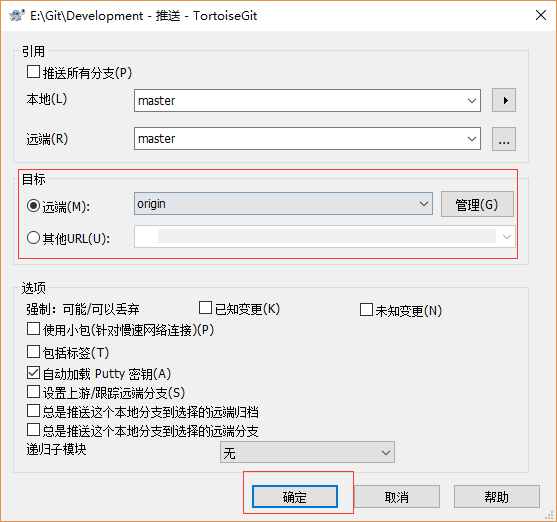 E:\Git\Development - 推送 - TortoiseGit
引用
推送所有分支(P)
本地(L) master
远端(R) master ...
目标
远端(M): origin 管理(G)
其他URL(U):
选项
强制：可能/可以丢弃 已知变更(K) 未知变更(N)
使用小包(针对慢速网络连接)(P)
包括标签(T)
自动加载 Putty 密钥(A)
设置上游/跟踪远端分支(S)
总是推送这个本地分支到选择的远端归档
总是推送这个本地分支到选择的远端分支
递归子模块 无
确定 取消 帮助